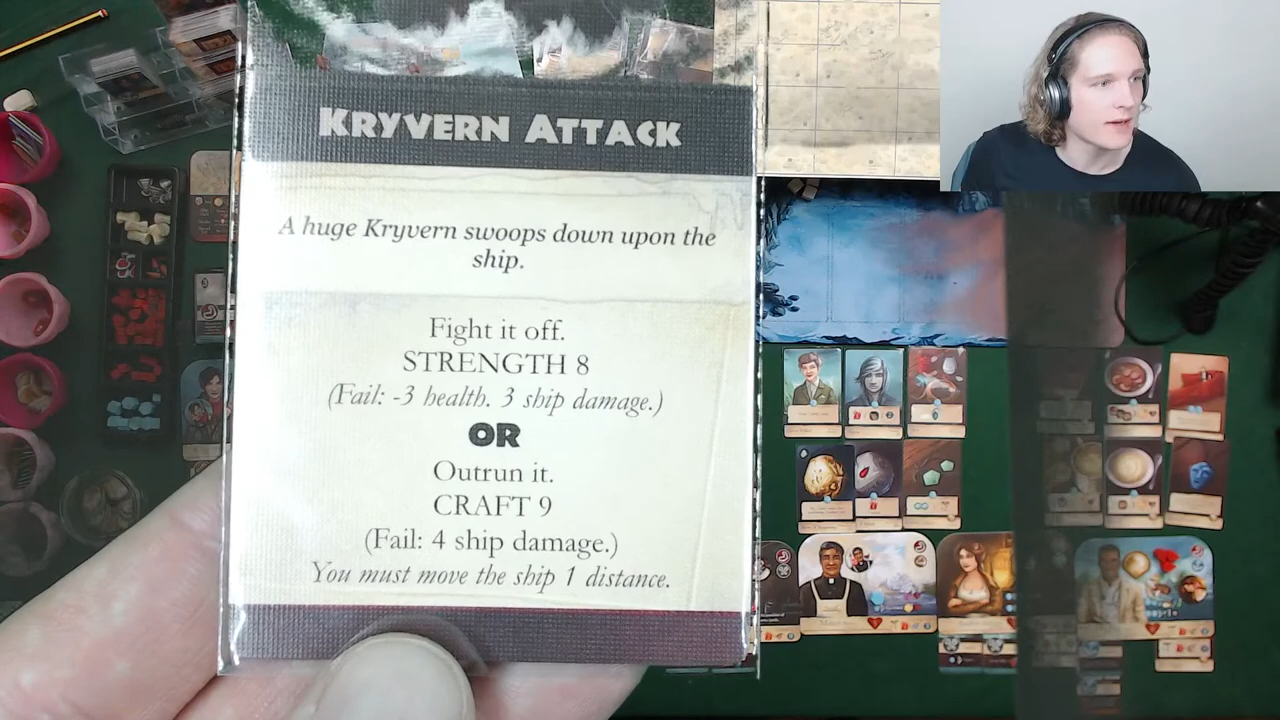 KRYVERN ATTACK
A huge Kryvern swoops down upon the
ship.
Fight it off.
STRENGTH 8
(Fail: -3 health. 3 ship damage.)
OR
Outrun it.
CRAFT 9
(Fail: 4 ship damage.)
You must move the ship 1 distance.